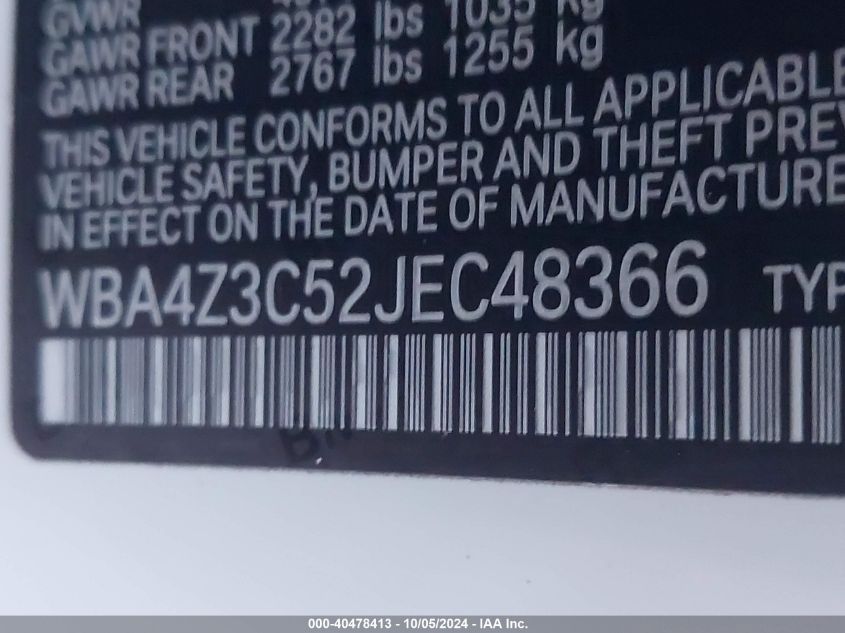 GVWR
GAWR FRONT 2282 lbs 1035 kg
GAWR REAR 2767 lbs 1255 kg
THIS VEHICLE CONFORMS TO ALL APPLICABLE
VEHICLE SAFETY, BUMPER AND THEFT PREV
IN EFFECT ON THE DATE OF MANUFACTURE
WBA4Z3C52JEC48366 TYP
000-40478413 - 10/05/2024 - IAA Inc.